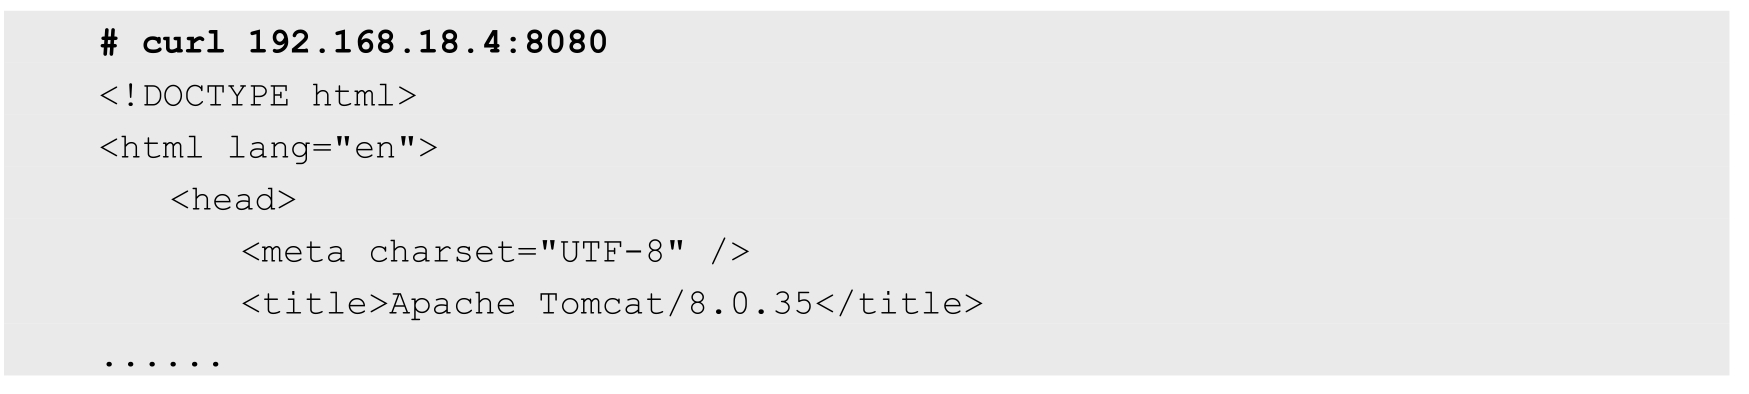 # curl 192.168.18.4:8080
<!DOCTYPE html>
<html lang="en">
<head>
<meta charset="UTF-8" />
<title>Apache Tomcat/8.0.35</title>
......